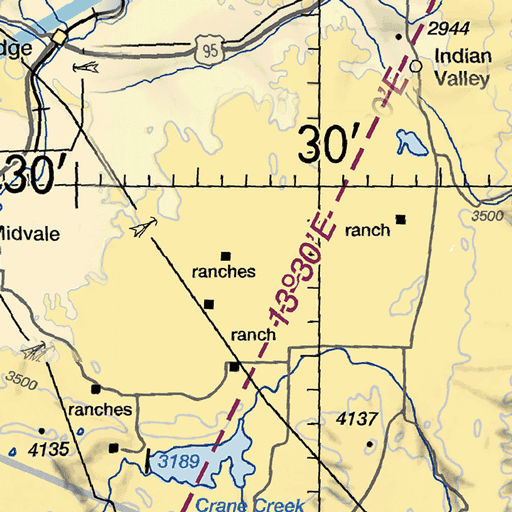 2944
dge
95
Indian
Valley
0'E
30'
30'
3500
Midvale
ranch
13°30'E
ranches
ranch
3500
ranches
4137
4135
3189
Crane Creek